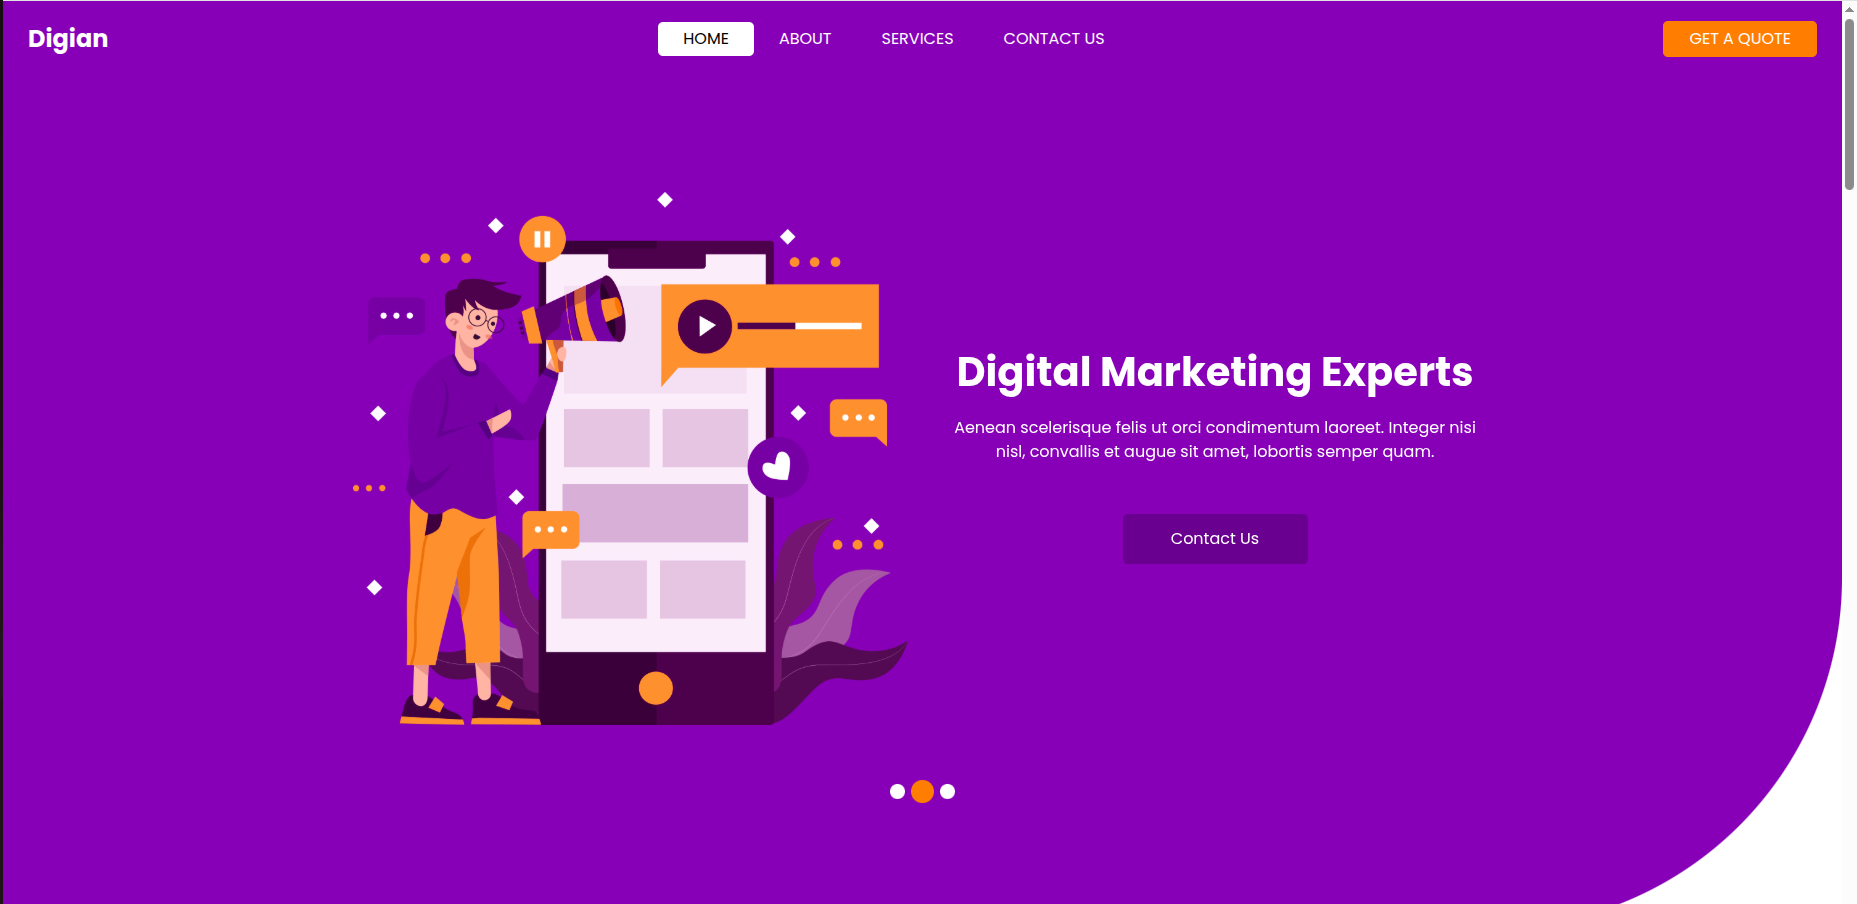 Digian
HOME
ABOUT
SERVICES
CONTACT US
GET A QUOTE
Digital Marketing Experts
Aenean scelerisque felis ut orci condimentum laoreet. Integer nisi
nisl, convallis et augue sit amet, lobortis semper quam.
Contact Us